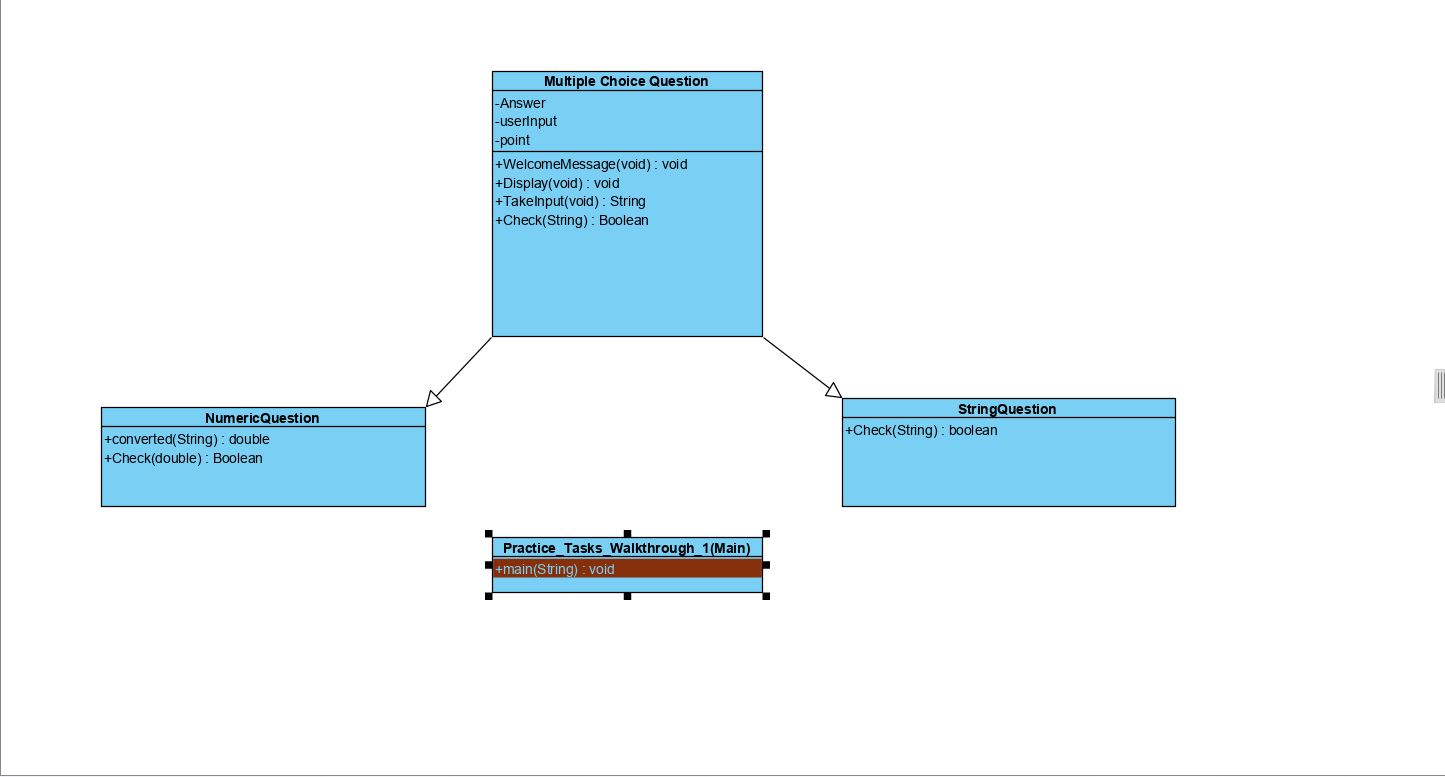 Multiple Choice Question
-Answer
-userInput
-point
+WelcomeMessage(void) : void
+Display(void) : void
+TakeInput(void) : String
+Check(String) : Boolean
NumericQuestion
+converted(String) : double
+Check(double) : Boolean
StringQuestion
+Check(String) : boolean
Practice_Tasks_Walkthrough_1(Main)
+main(String) : void